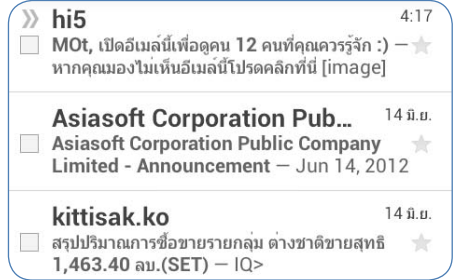 hi5 4:17
MOt, เปิดอีเมล์นี้เพื่อดูคน 12 คนที่คุณควรรู้จัก :) —
หากคุณมองไม่เห็นอีเมล์นี้โปรดคลิกที่นี่ [image]
Asiasoft Corporation Pub... 14 มิ.ย.
Asiasoft Corporation Public Company
Limited - Announcement — Jun 14, 2012
kittisak.ko 14 มิ.ย.
สรุปปริมาณการซื้อขายรายกลุ่ม ต่างชาติขายสุทธิ
1,463.40 ลบ.(SET) — IQ>